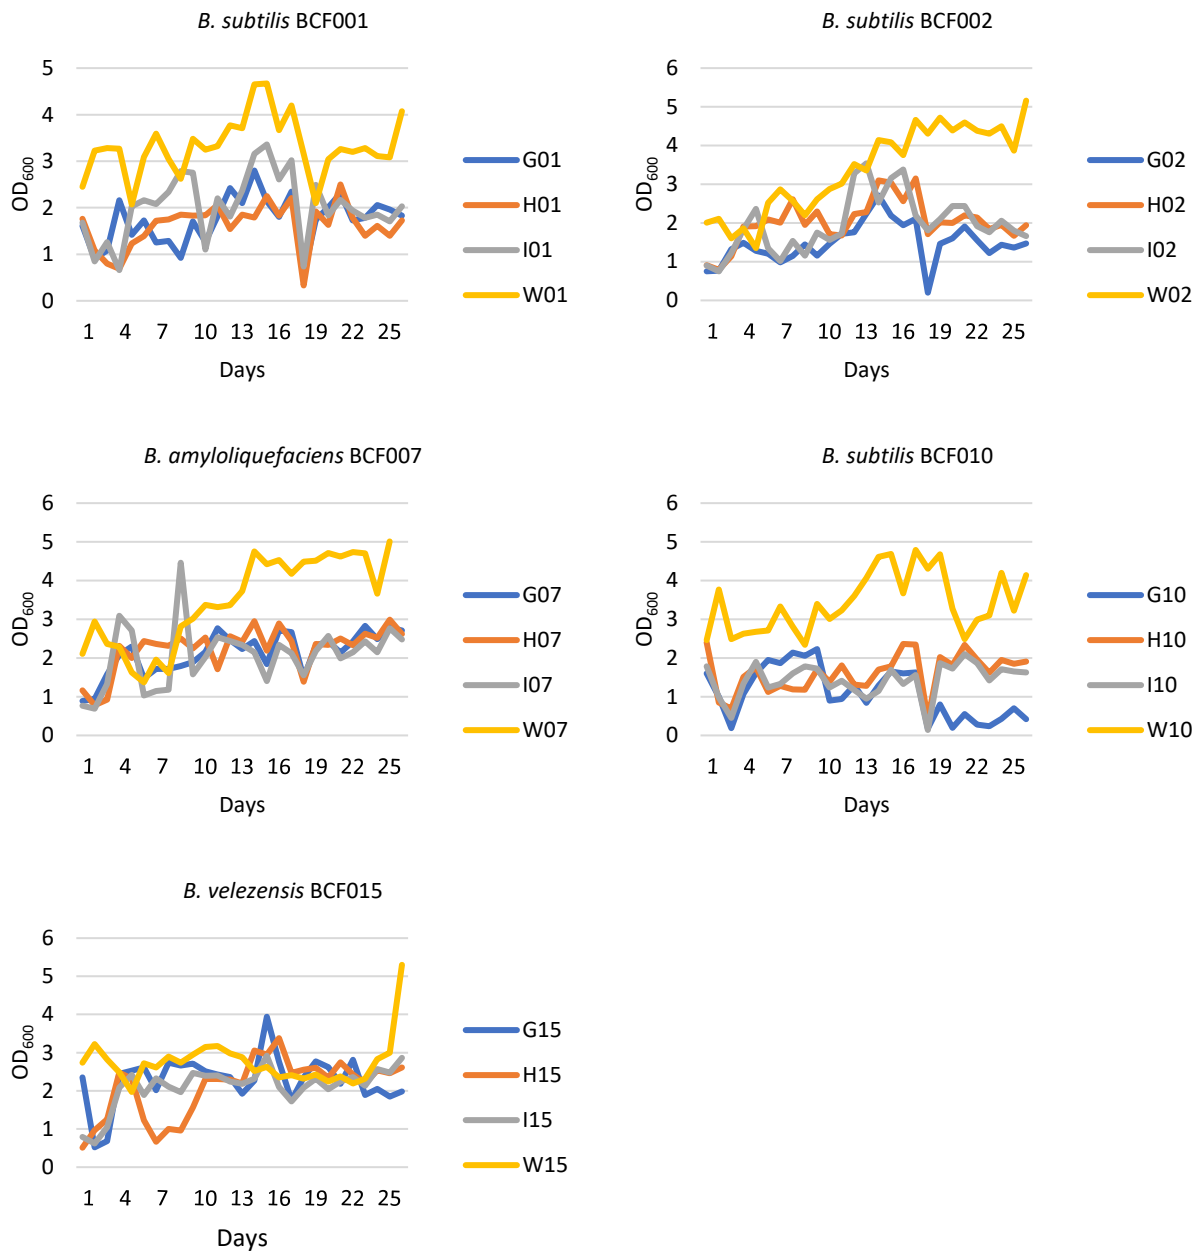 B. subtilis BCF001
5
4
3
2
1
0
OD600
1 4 7 10 13 16 19 22 25
Days
G01
H01
I01
W01
B. subtilis BCF002
6
5
4
3
2
1
0
OD600
1 4 7 10 13 16 19 22 25
Days
G02
H02
I02
W02
B. amyloliquefaciens BCF007
6
5
4
3
2
1
0
OD600
1 4 7 10 13 16 19 22 25
Days
G07
H07
I07
W07
B. subtilis BCF010
6
5
4
3
2
1
0
OD600
1 4 7 10 13 16 19 22 25
Days
G10
H10
I10
W10
B. velezensis BCF015
6
5
4
3
2
1
0
OD600
1 4 7 10 13 16 19 22 25
Days
G15
H15
I15
W15